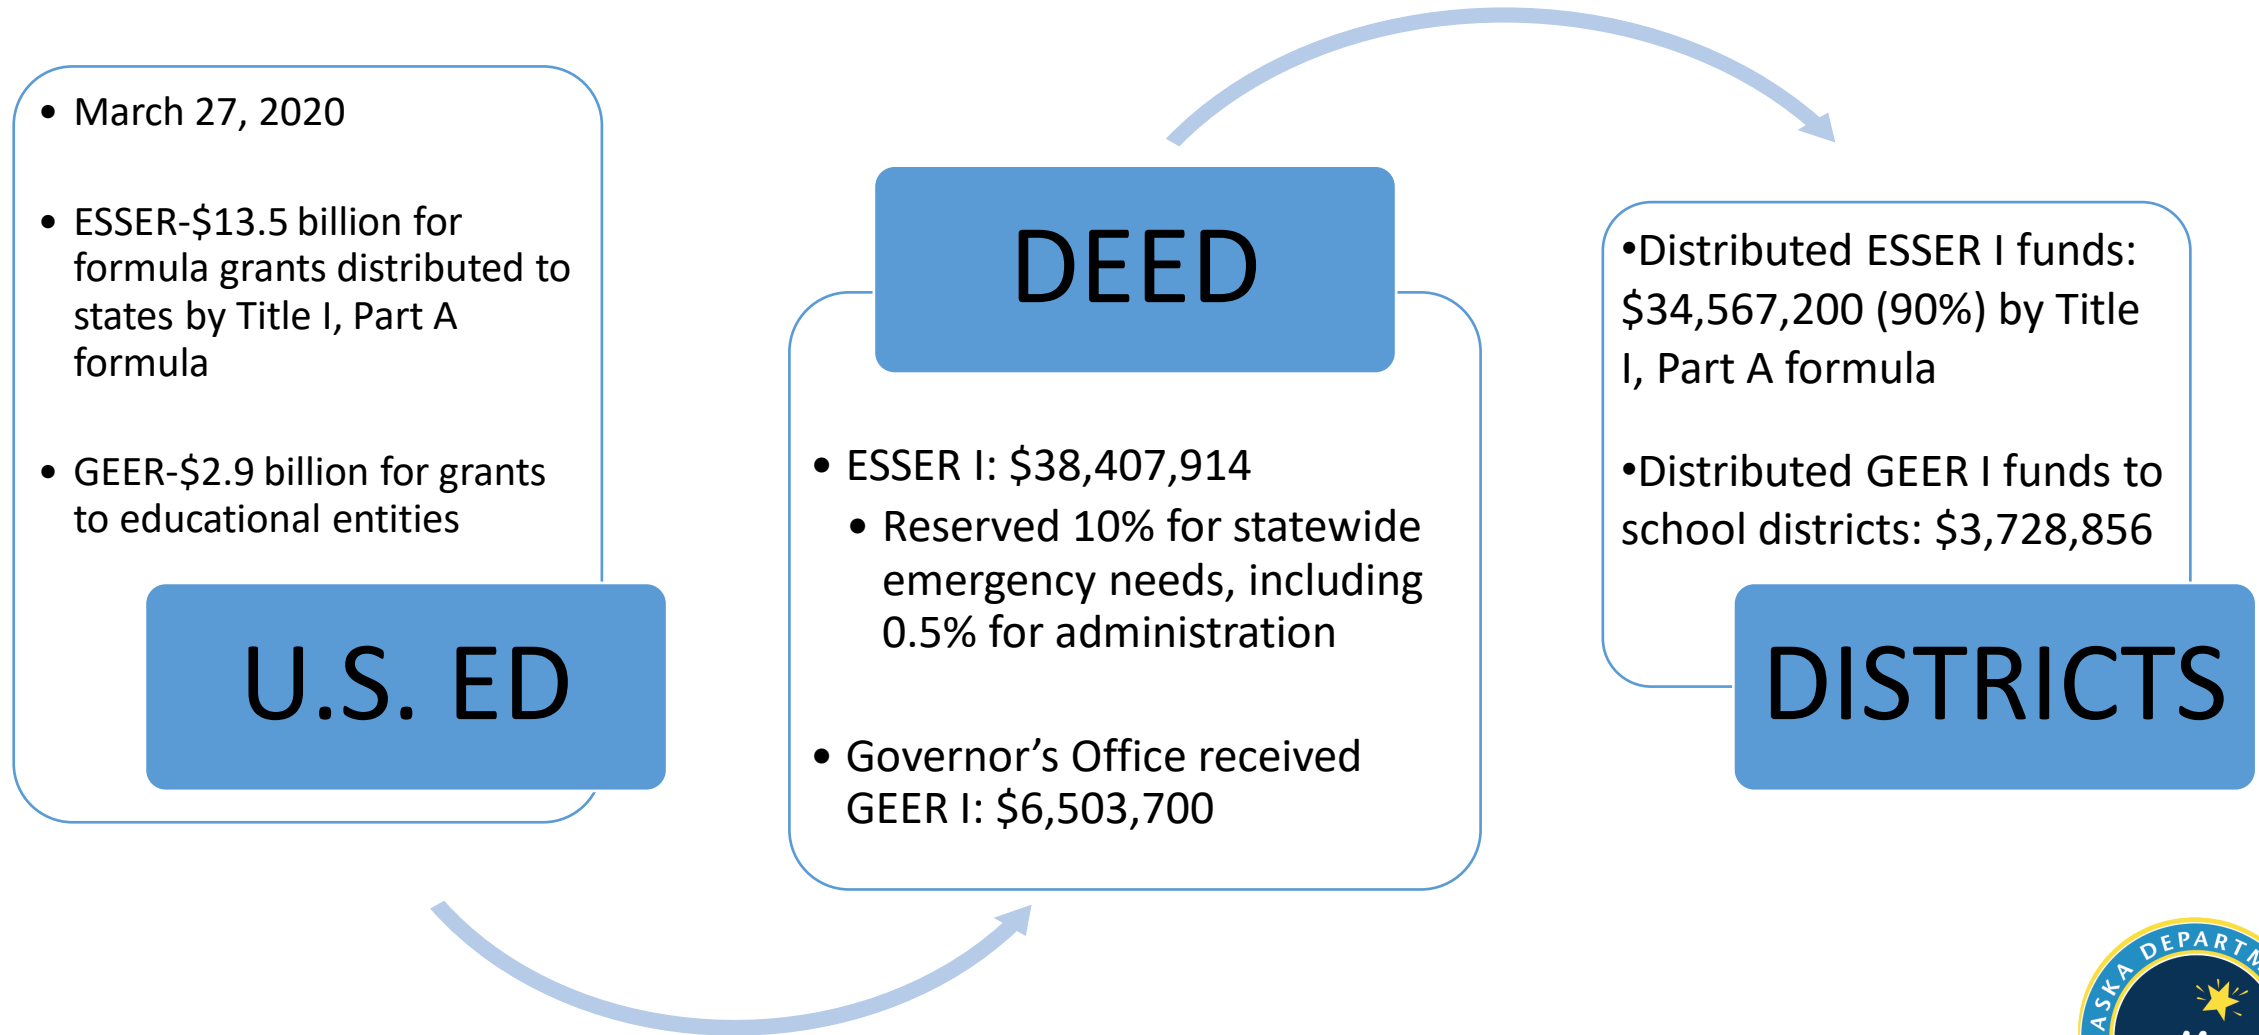 • March 27, 2020
• ESSER-$13.5 billion for
formula grants distributed to
states by Title I, Part A
formula
• GEER-$2.9 billion for grants
to educational entities
U.S. ED
DEED
• ESSER I: $38,407,914
• Reserved 10% for statewide
emergency needs, including
0.5% for administration
• Governor’s Office received
GEER I: $6,503,700
•Distributed ESSER I funds:
$34,567,200 (90%) by Title
I, Part A formula
•Distributed GEER I funds to
school districts: $3,728,856
DISTRICTS